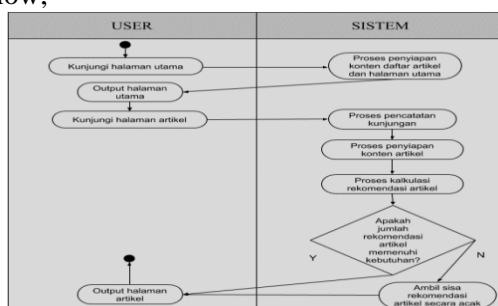 USER
SISTEM
Kunjungi halaman utama
Proses penyiapan
konten daftar artikel
dan halaman utama
Output halaman
utama
Kunjungi halaman artikel
Proses pencatatan
kunjungan
Proses penyiapan
konten artikel
Proses kalkulasi
rekomendasi artikel
Apakah
jumlah
rekomendasi
artikel
memenuhi
kebutuhan?
Y
N
Output halaman
artikel
Ambil sisa
rekomendasi
artikel secara acak